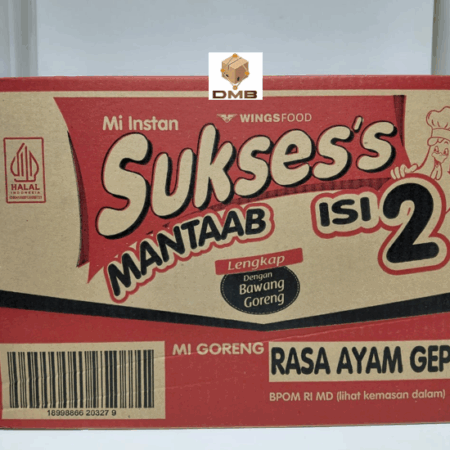 DMB
Mi Instan
WINGSFOOD
Sukses's
MANTAAB
ISI 2
HALAL
INDONESIA
Lengkap
Dengan
Bawang
Goreng
MI GORENG
RASA AYAM GEP
BPOM RI MD (lihat kemasan dalam)
18998866 20327 9